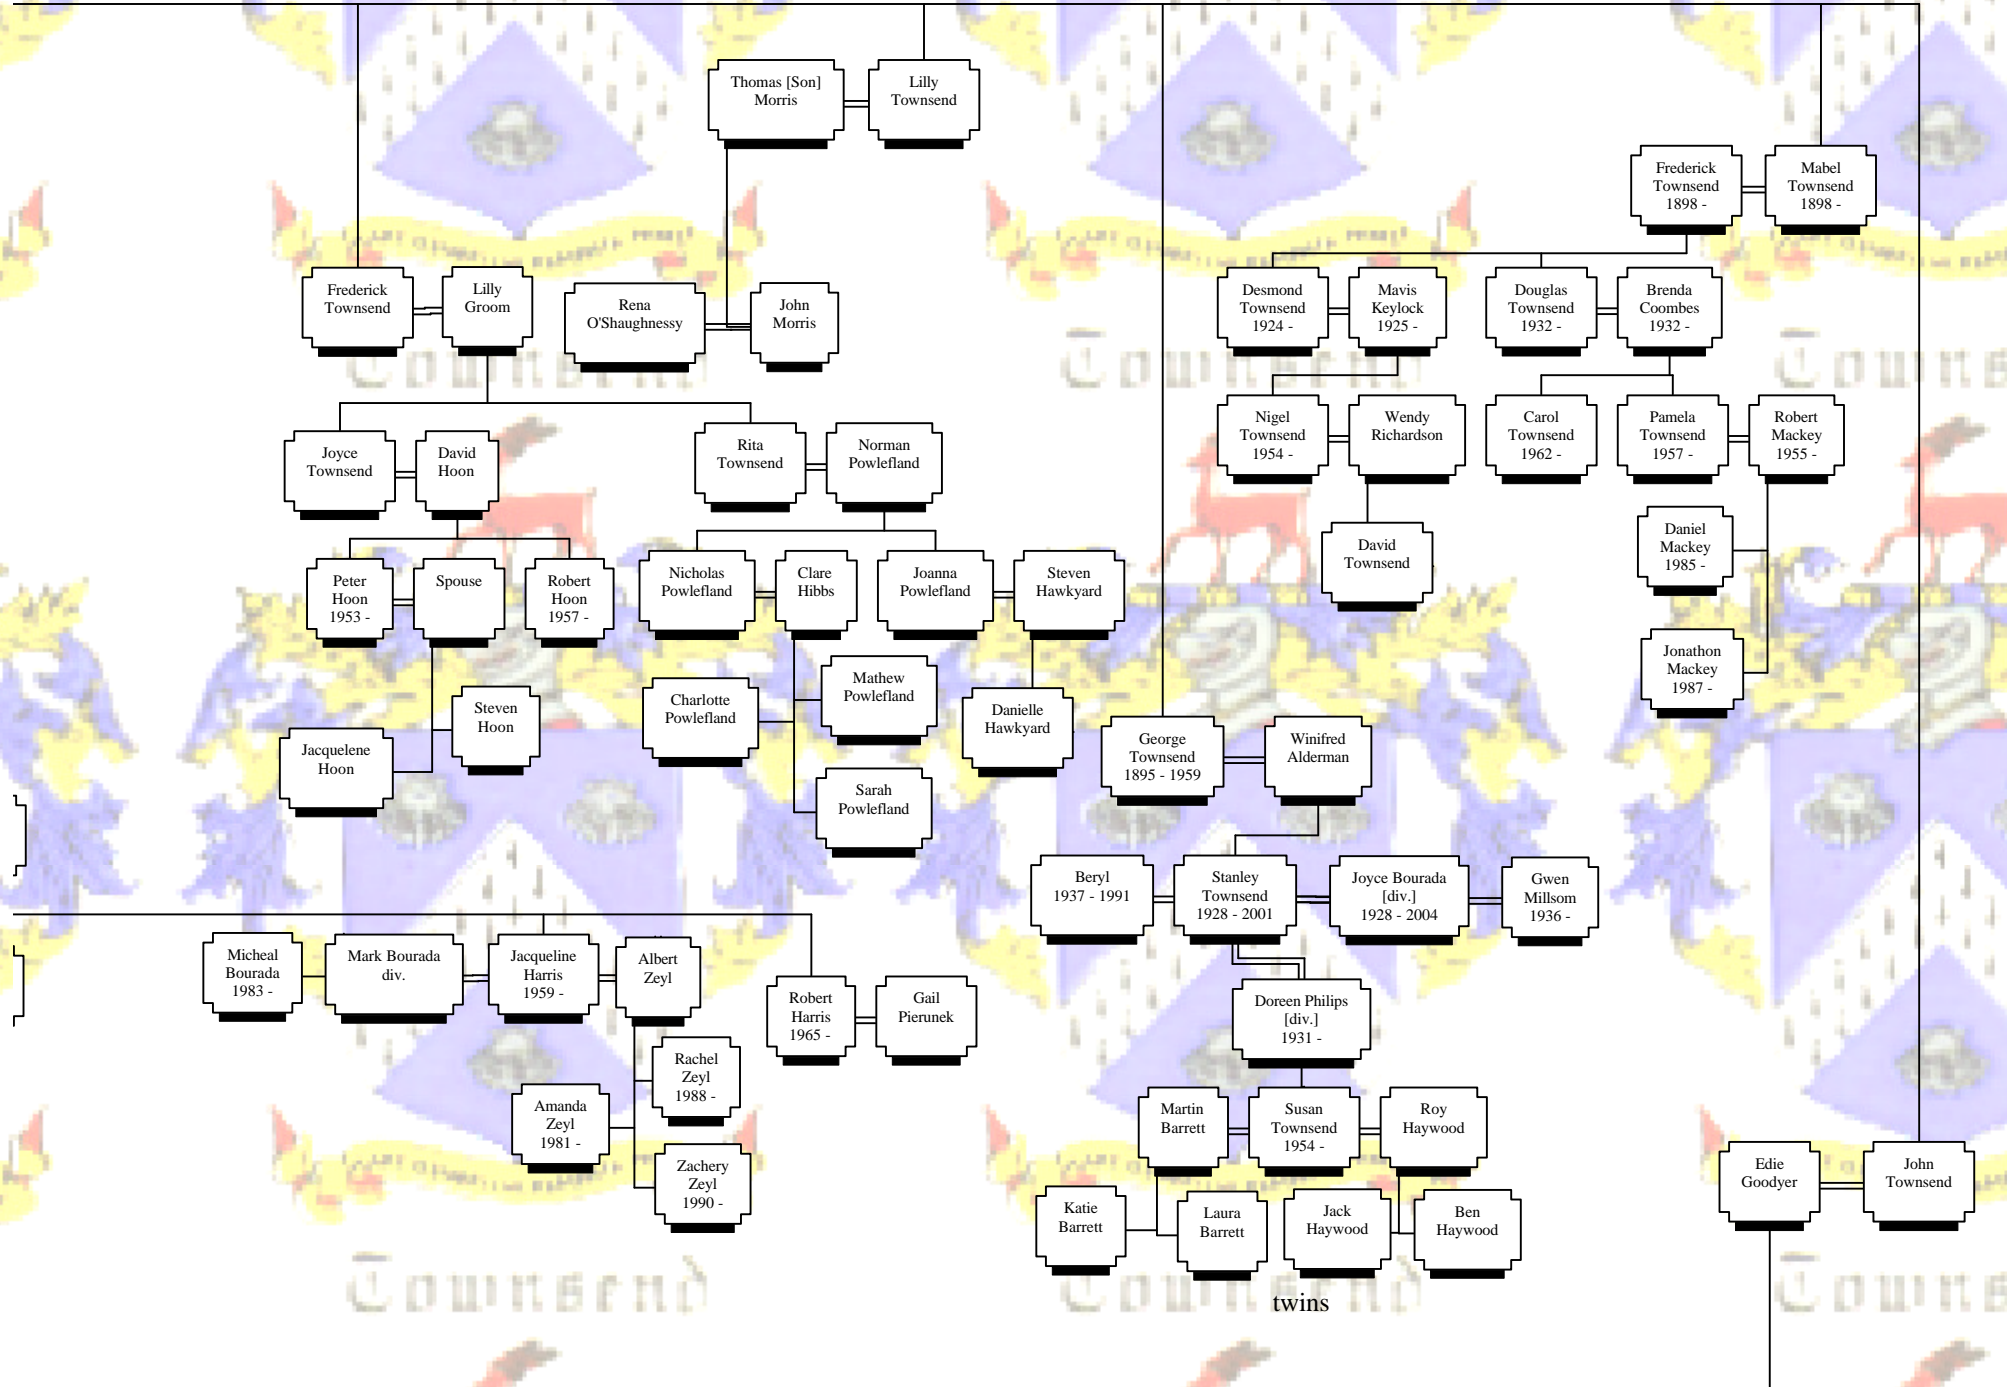 Thomas [Son]
Morris
Lilly
Townsend
Frederick
Townsend
1898 -
Mabel
Townsend
1898 -
Frederick
Townsend
Lilly
Groom
Rena
O'Shaughnessy
John
Morris
Desmond
Townsend
1924 -
Mavis
Keylock
1925 -
Douglas
Townsend
1932 -
Brenda
Coombes
1932 -
Joyce
Townsend
David
Hoon
Rita
Townsend
Norman
Powlefland
Nigel
Townsend
1954 -
Wendy
Richardson
Carol
Townsend
1962 -
Pamela
Townsend
1957 -
Robert
Mackey
1955 -
Peter
Hoon
1953 -
Spouse
Robert
Hoon
1957 -
Nicholas
Powlefland
Clare
Hibbs
Joanna
Powlefland
Steven
Hawkyard
David
Townsend
Daniel
Mackey
1985 -
Jonathon
Mackey
1987 -
Steven
Hoon
Jacquelene
Hoon
Charlotte
Powlefland
Mathew
Powlefland
Sarah
Powlefland
Danielle
Hawkyard
George
Townsend
1895 - 1959
Winifred
Alderman
Beryl
1937 - 1991
Stanley
Townsend
1928 - 2001
Joyce Bourada
[div.]
1928 - 2004
Gwen
Millsom
1936 -
Micheal
Bourada
1983 -
Mark Bourada
div.
Jacqueline
Harris
1959 -
Albert
Zeyl
Robert
Harris
1965 -
Gail
Pierunek
Doreen Philips
[div.]
1931 -
Rachel
Zeyl
1988 -
Amanda
Zeyl
1981 -
Zachery
Zeyl
1990 -
Martin
Barrett
Susan
Townsend
1954 -
Roy
Haywood
Edie
Goodyer
John
Townsend
Katie
Barrett
Laura
Barrett
Jack
Haywood
Ben
Haywood
twins
Townsend
Townsend
Townsend
Townsend